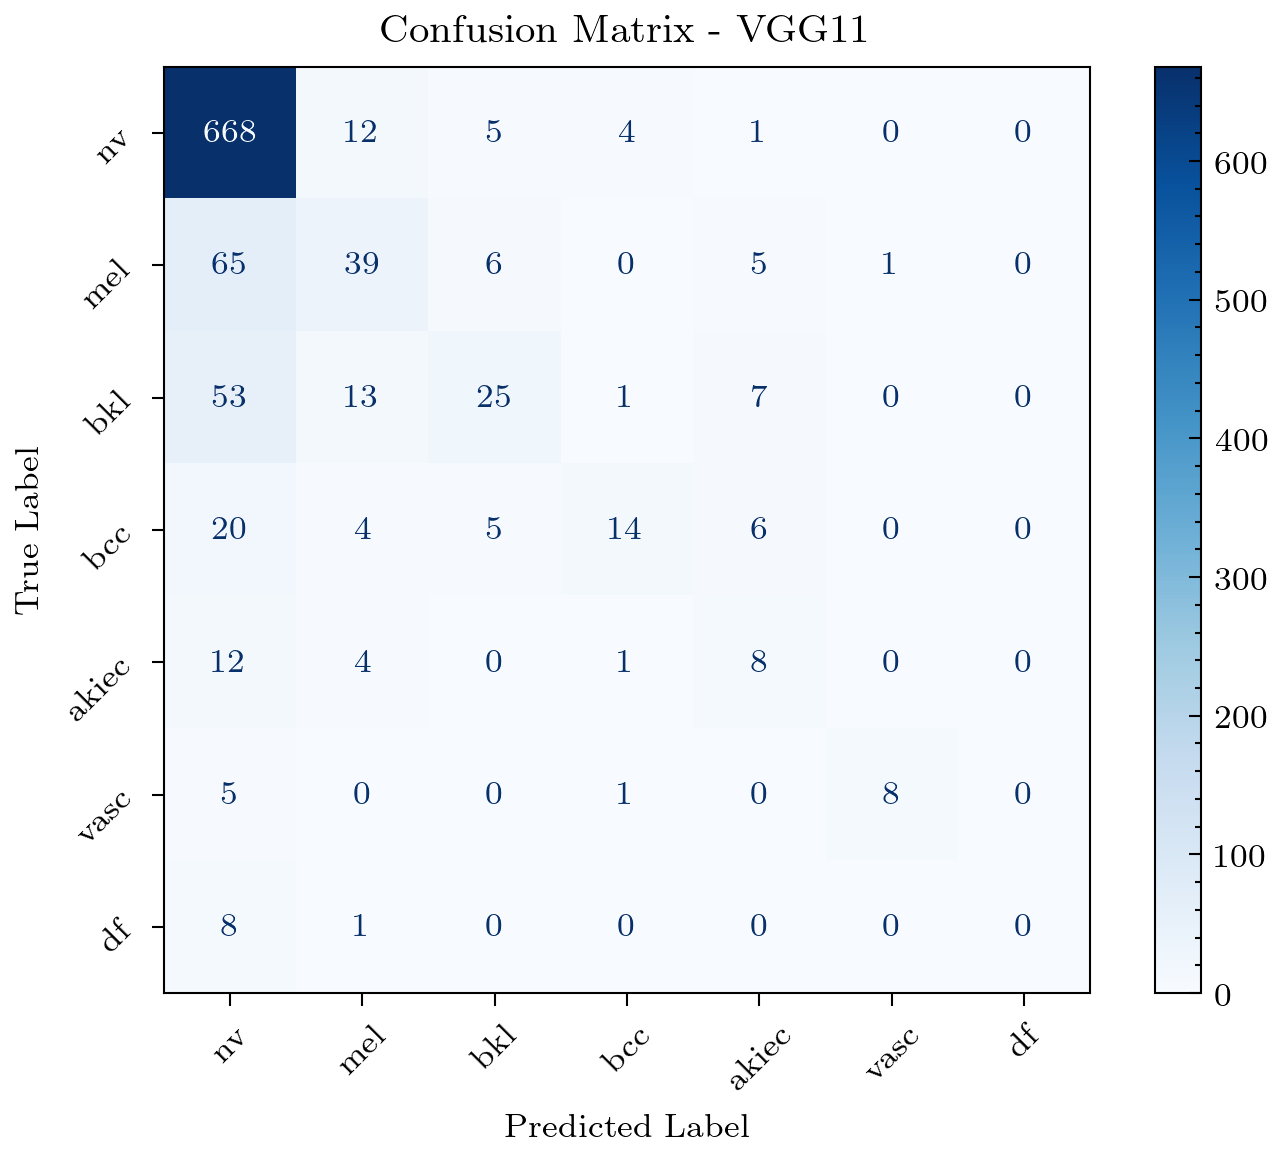 Confusion Matrix - VGG11
nv 668 12 5 4 1 0 0
mel 65 39 6 0 5 1 0
bkl 53 13 25 1 7 0 0
bcc 20 4 5 14 6 0 0
akiec 12 4 0 1 8 0 0
vasc 5 0 0 1 0 8 0
df 8 1 0 0 0 0 0
nv mel bkl bcc akiec vasc df
Predicted Label
True Label
600
500
400
300
200
100
0